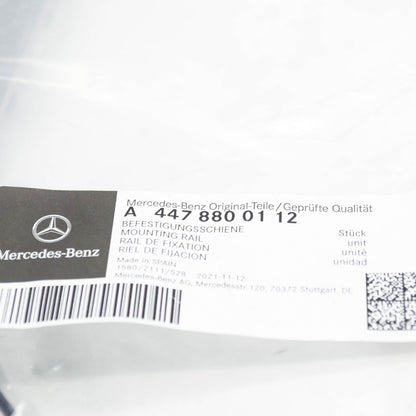 Mercedes-Benz Original-Teile/Geprüfte Qualität
A 447 880 01 12
BEFESTIGUNGSSCHIENE Stück
MOUNTING RAIL unit
RAIL DE FIXATION unité
RIEL DE FIJACION unidad
Made in SPAIN
1580/2111/528 2021-11-12
Mercedes-Benz AG, Mercedesstr. 120, 70372 Stuttgart, DE
Mercedes-Benz